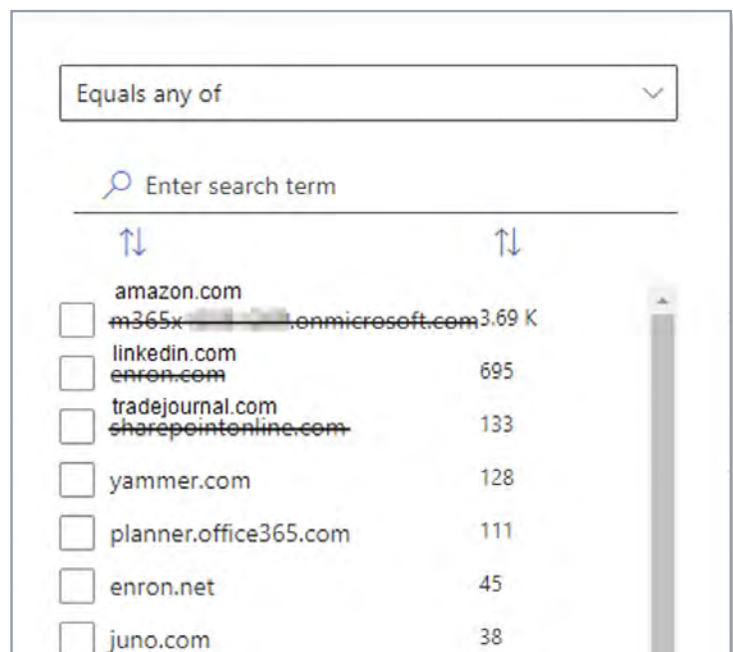 Equals any of
Enter search term
amazon.com
m365x .onmicrosoft.com 3.69 K
linkedin.com
enron.com 695
tradejournal.com
sharepointonline.com 133
yammer.com 128
planner.office365.com 111
enron.net 45
juno.com 38